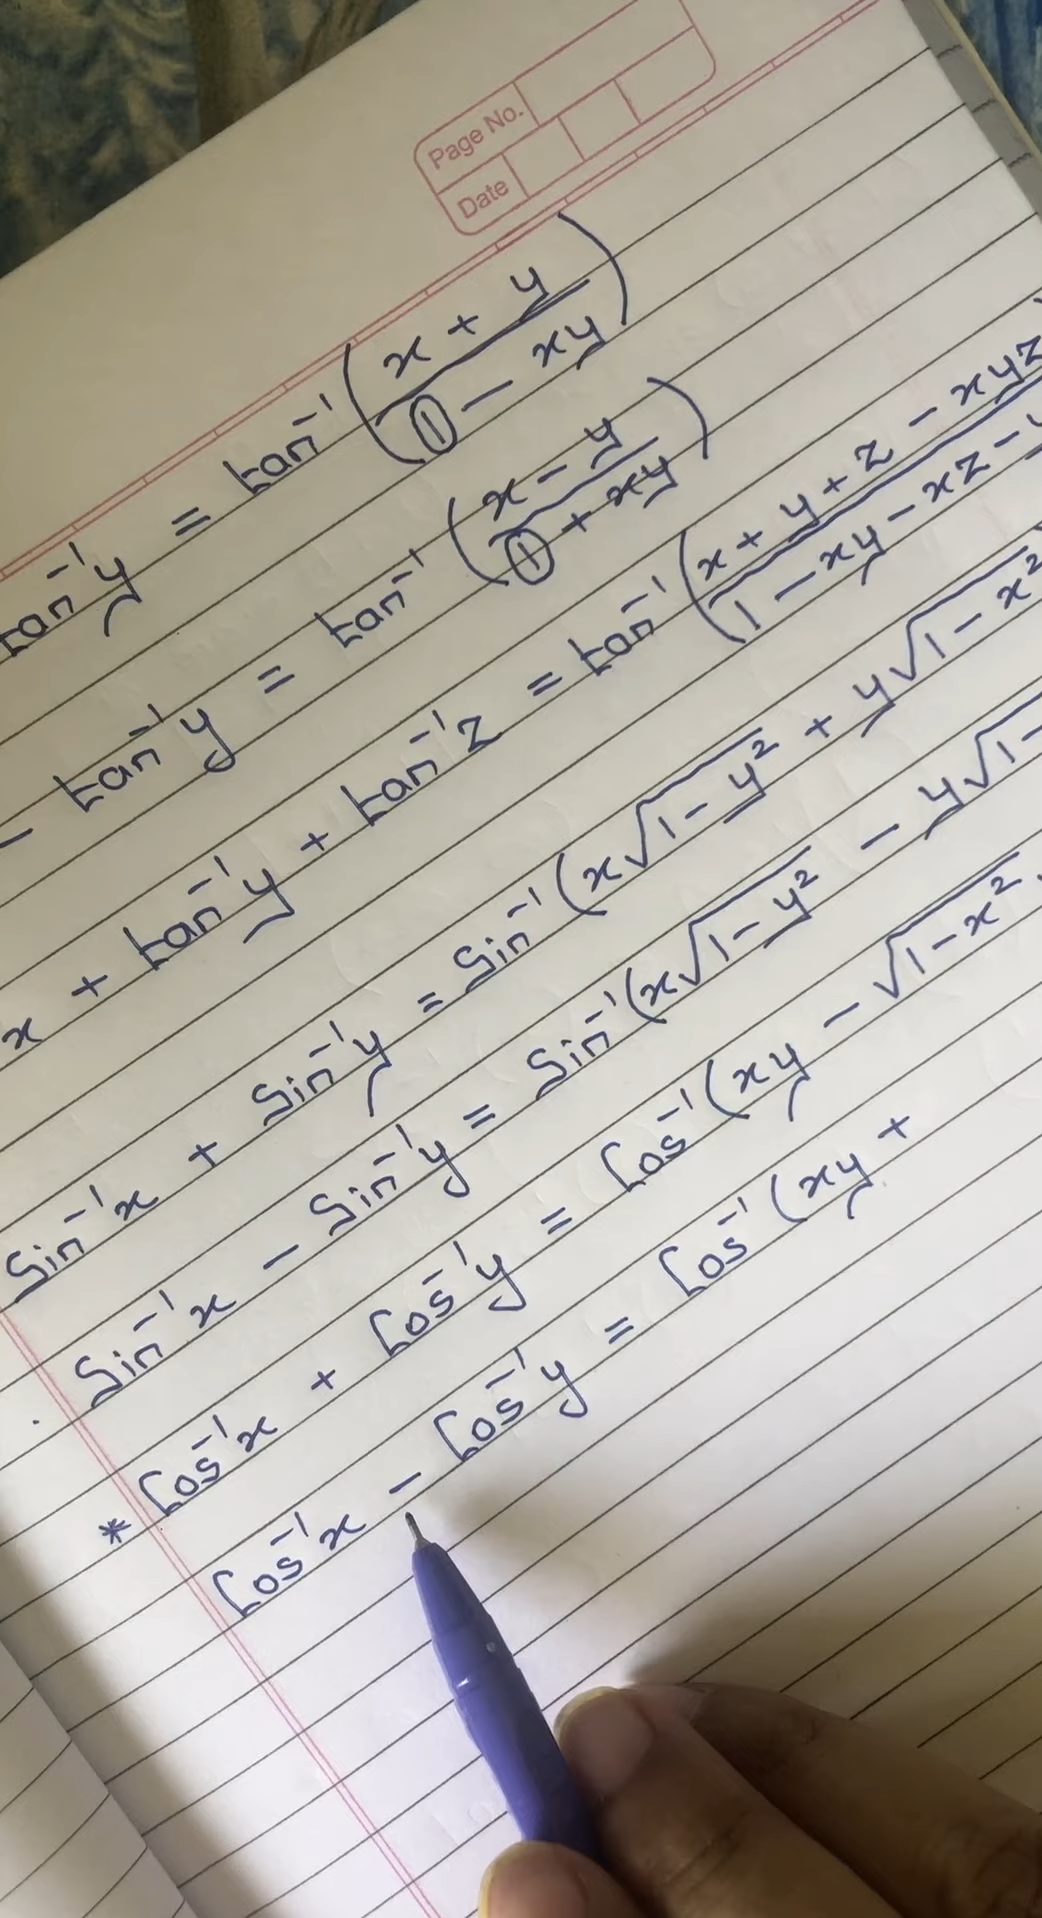 Page No.
Date
tan⁻¹y = tan⁻¹(x + y / 1 - xy)
- tan⁻¹y = tan⁻¹(x - y / 1 + xy)
x + tan⁻¹y + tan⁻¹z = tan⁻¹(x + y + z - xyz / 1 - xy - xz -
sin⁻¹x + sin⁻¹y = sin⁻¹(x√1 - y² + y√1 - x²
sin⁻¹x - sin⁻¹y = sin⁻¹(x√1 - y² - y√1 -
* cos⁻¹x + cos⁻¹y = cos⁻¹(xy - √1 - x²
cos⁻¹x - cos⁻¹y = cos⁻¹(xy +